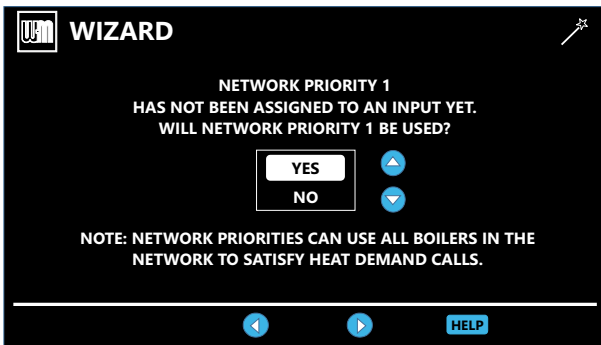 WM WIZARD
NETWORK PRIORITY 1
HAS NOT BEEN ASSIGNED TO AN INPUT YET.
WILL NETWORK PRIORITY 1 BE USED?
YES
NO
NOTE: NETWORK PRIORITIES CAN USE ALL BOILERS IN THE
NETWORK TO SATISFY HEAT DEMAND CALLS.
HELP